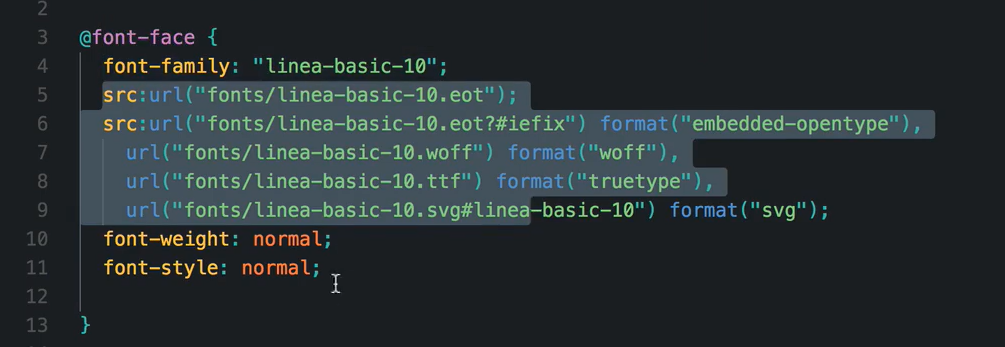 2
3 @font-face {
4 font-family: "linea-basic-10";
5 src:url("fonts/linea-basic-10.eot");
6 src:url("fonts/linea-basic-10.eot?#iefix") format("embedded-opentype"),
7 url("fonts/linea-basic-10.woff") format("woff"),
8 url("fonts/linea-basic-10.ttf") format("truetype"),
9 url("fonts/linea-basic-10.svg#linea-basic-10") format("svg");
10 font-weight: normal;
11 font-style: normal;
12
13 }